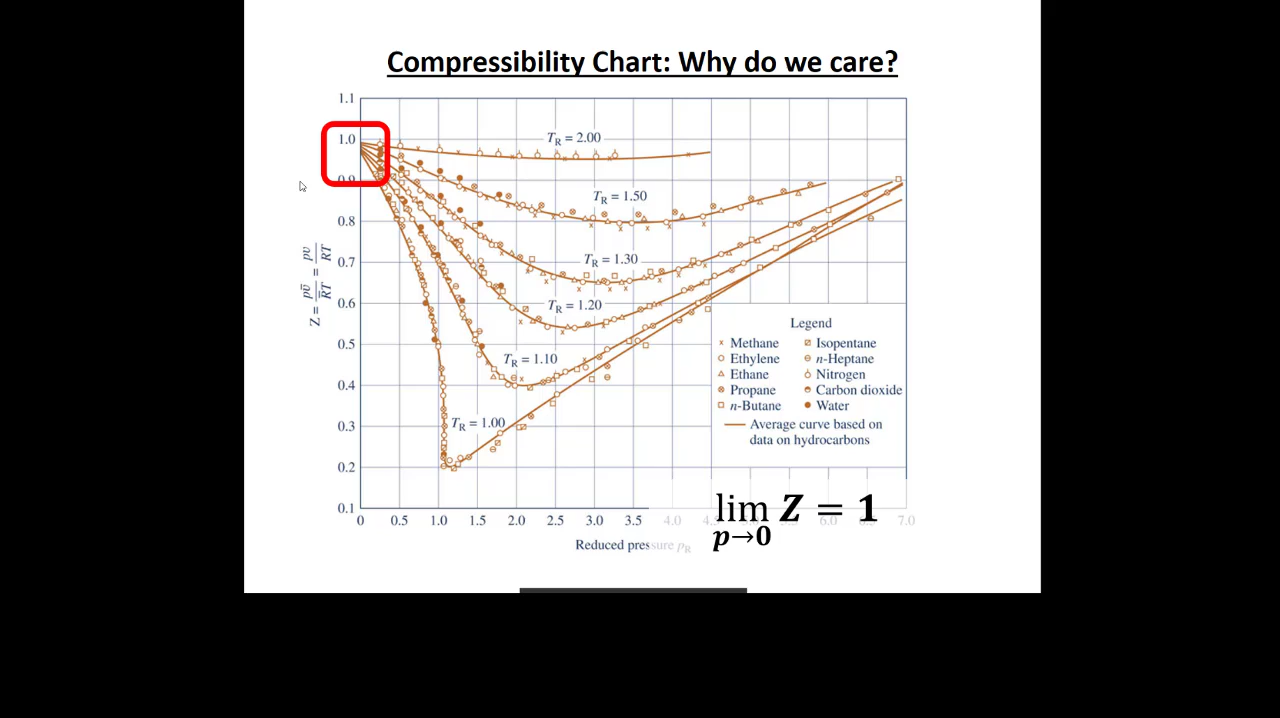 Compressibility Chart: Why do we care?
1.1
1.0
0.9
0.8
0.7
0.6
0.5
0.4
0.3
0.2
0.1
Z = pv̅/R̅T = pv/RT
T_R = 2.00
T_R = 1.50
T_R = 1.30
T_R = 1.20
T_R = 1.10
T_R = 1.00
Legend
× Methane
Ethylene
Ethane
Propane
n-Butane
Isopentane
n-Heptane
Nitrogen
Carbon dioxide
Water
Average curve based on
data on hydrocarbons
0 0.5 1.0 1.5 2.0 2.5 3.0 3.5 4.0 6.0 7.0
Reduced pressure p_R
lim Z = 1
p→0